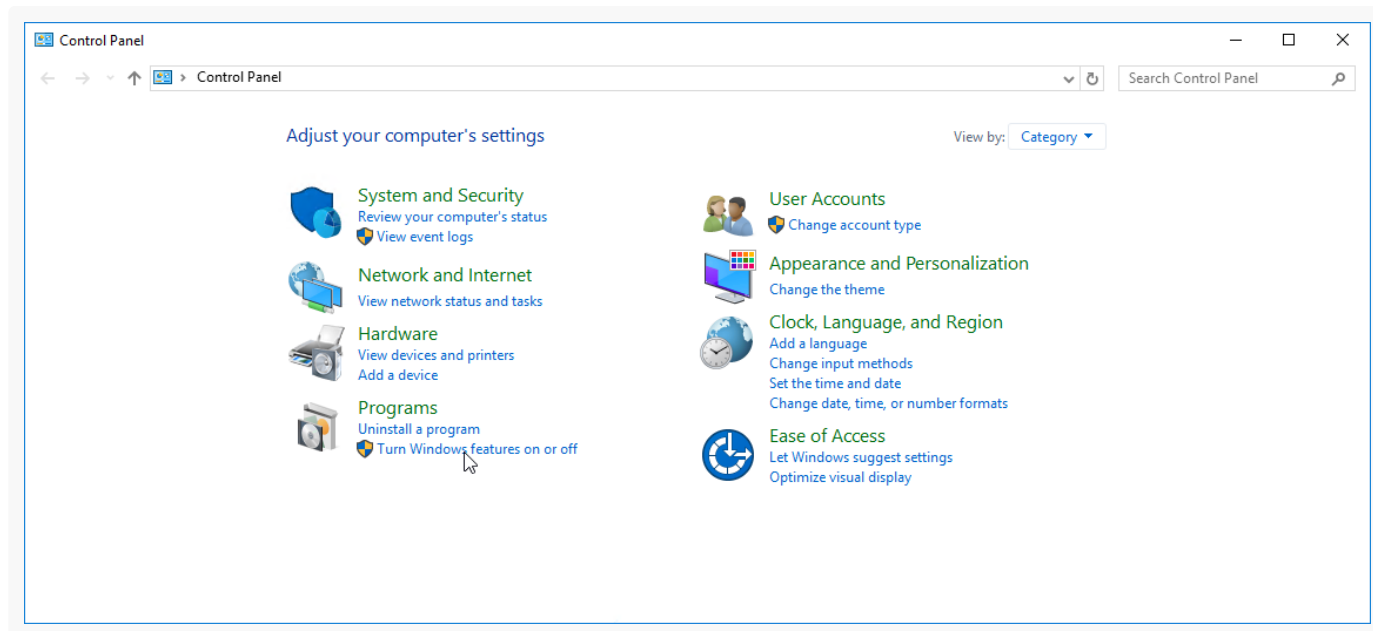 Control Panel
Control Panel
Search Control Panel
Adjust your computer's settings
View by: Category
System and Security
Review your computer's status
View event logs
Network and Internet
View network status and tasks
Hardware
View devices and printers
Add a device
Programs
Uninstall a program
Turn Windows features on or off
User Accounts
Change account type
Appearance and Personalization
Change the theme
Clock, Language, and Region
Add a language
Change input methods
Set the time and date
Change date, time, or number formats
Ease of Access
Let Windows suggest settings
Optimize visual display